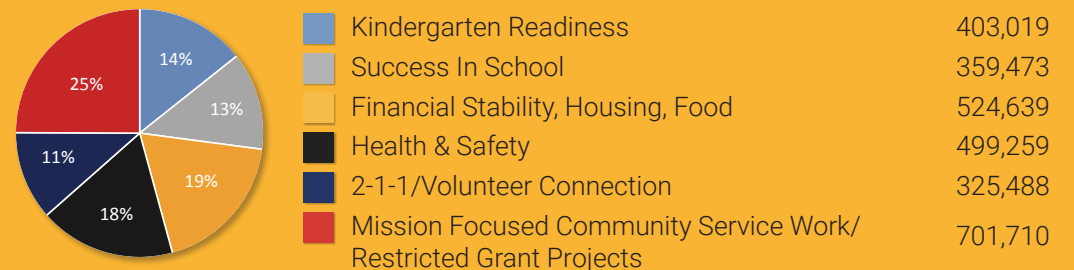 14%
13%
19%
18%
11%
25%
Kindergarten Readiness 403,019
Success In School 359,473
Financial Stability, Housing, Food 524,639
Health & Safety 499,259
2-1-1/Volunteer Connection 325,488
Mission Focused Community Service Work/
Restricted Grant Projects 701,710